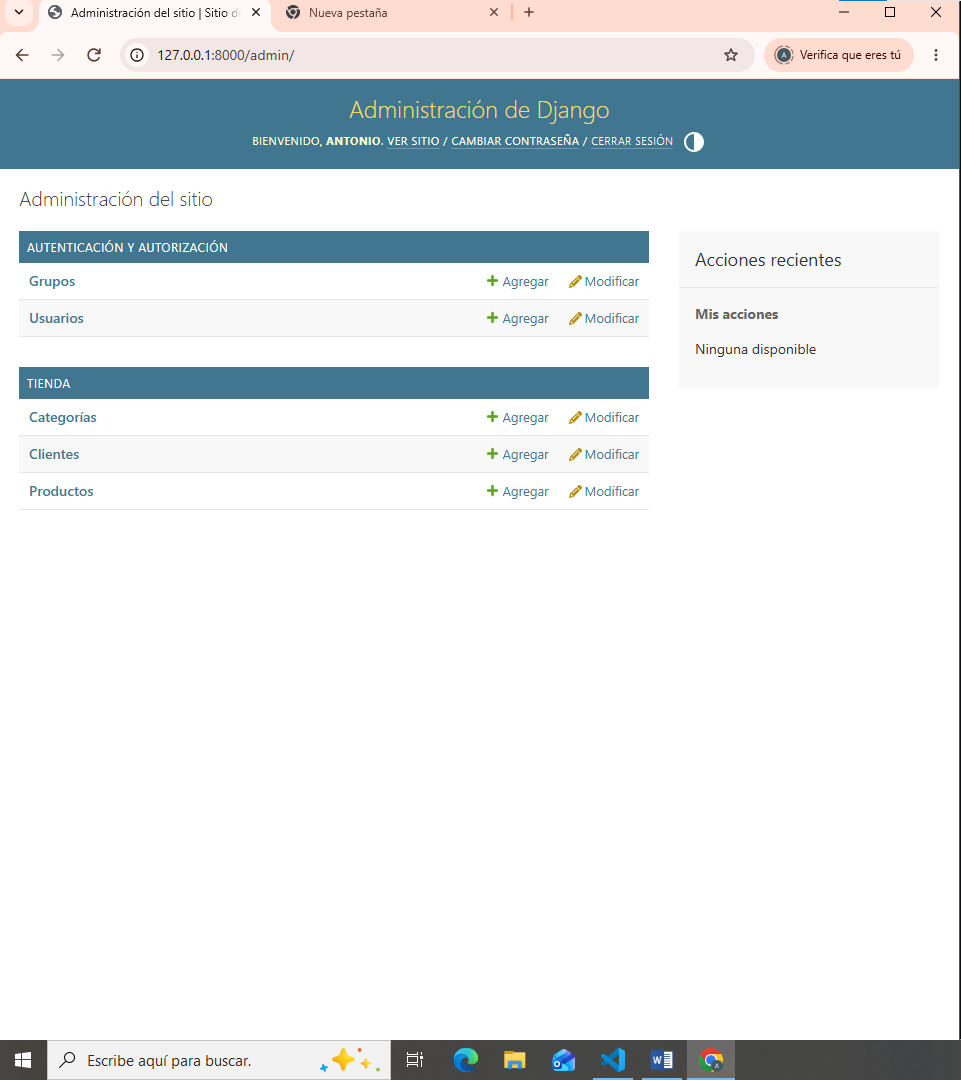 Administración del sitio | Sitio d
Nueva pestaña
127.0.0.1:8000/admin/
A
Verifica que eres tú
Administración de Django
BIENVENIDO, ANTONIO. VER SITIO / CAMBIAR CONTRASEÑA / CERRAR SESIÓN
Administración del sitio
AUTENTICACIÓN Y AUTORIZACIÓN
Grupos Agregar Modificar
Usuarios Agregar Modificar
TIENDA
Categorías Agregar Modificar
Clientes Agregar Modificar
Productos Agregar Modificar
Acciones recientes
Mis acciones
Ninguna disponible
Escribe aquí para buscar.